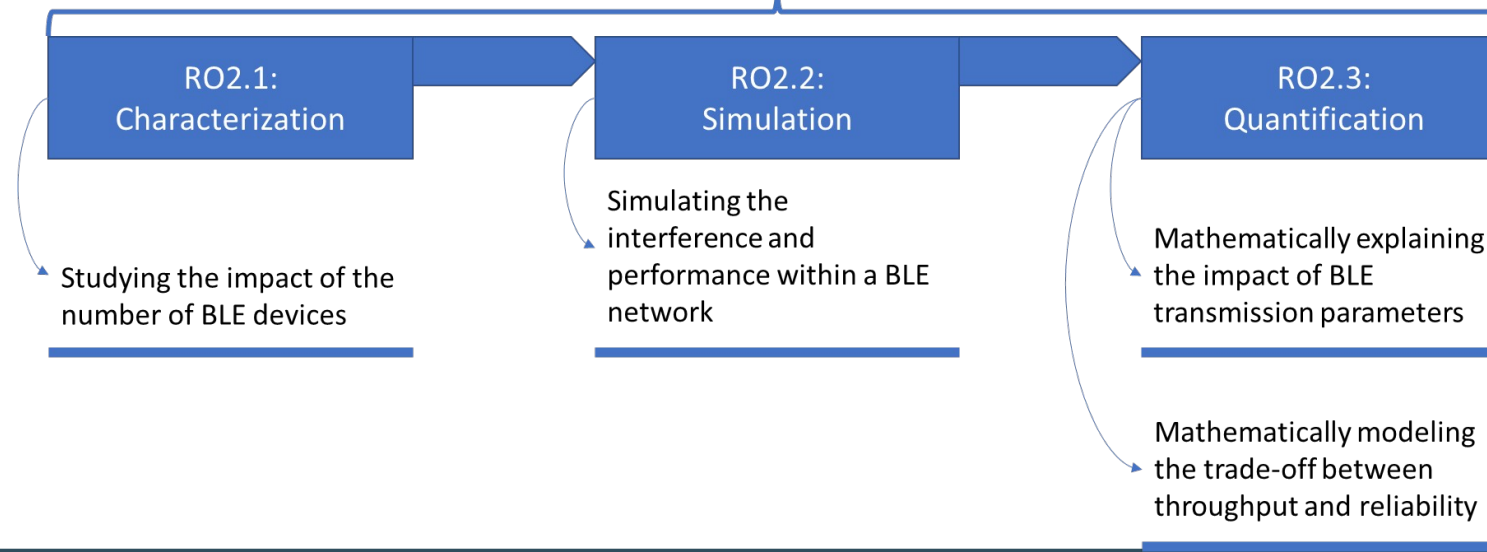 RO2.1:
Characterization
RO2.2:
Simulation
RO2.3:
Quantification
Studying the impact of the
number of BLE devices
Simulating the
interference and
performance within a BLE
network
Mathematically explaining
the impact of BLE
transmission parameters
Mathematically modeling
the trade-off between
throughput and reliability